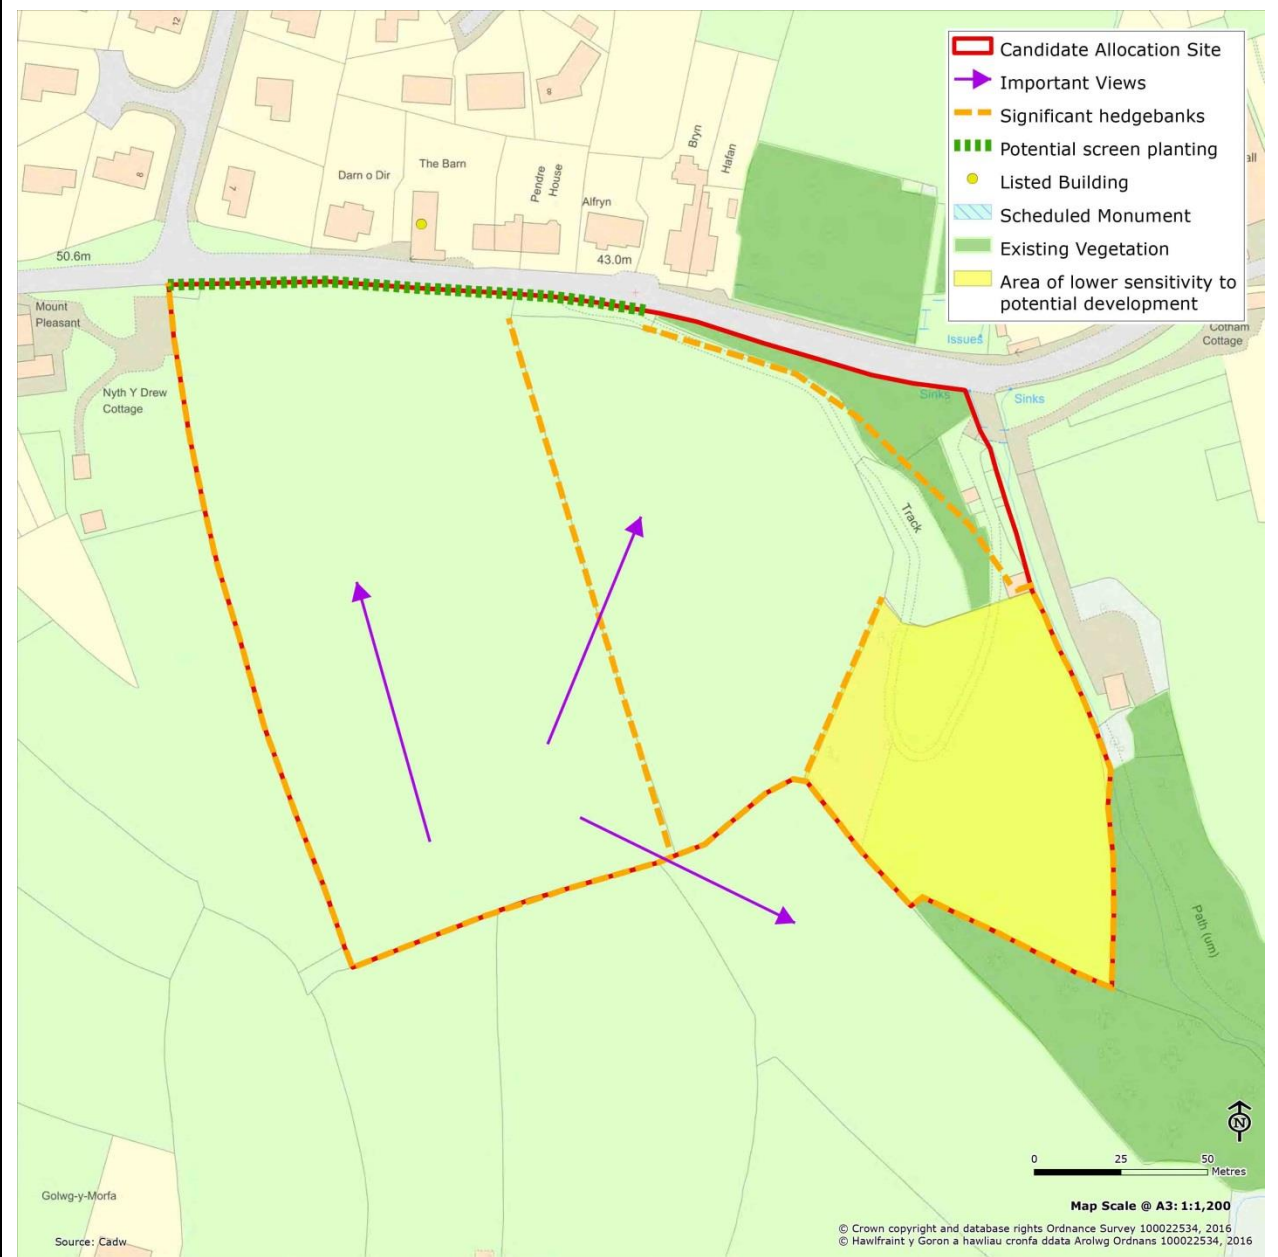 12
8
Candidate Allocation Site
Important Views
Significant hedgebanks
Potential screen planting
Listed Building
Scheduled Monument
Existing Vegetation
Area of lower sensitivity to
potential development
9
7
Darn o Dir
The Barn
Pendre
House
Alfryn
Bryn
Hafan
50.6m
43.0m
Mount
Pleasant
Nyth Y Drew
Cottage
Issues
Cotham
Cottage
Sinks
Sinks
Track
Path (um)
Golwg-y-Morfa
Source: Cadw
N
0 25 50
Metres
Map Scale @ A3: 1:1,200
© Crown copyright and database rights Ordnance Survey 100022534, 2016
© Hawlfraint y Goron a hawliau cronfa ddata Arolwg Ordnans 100022534, 2016